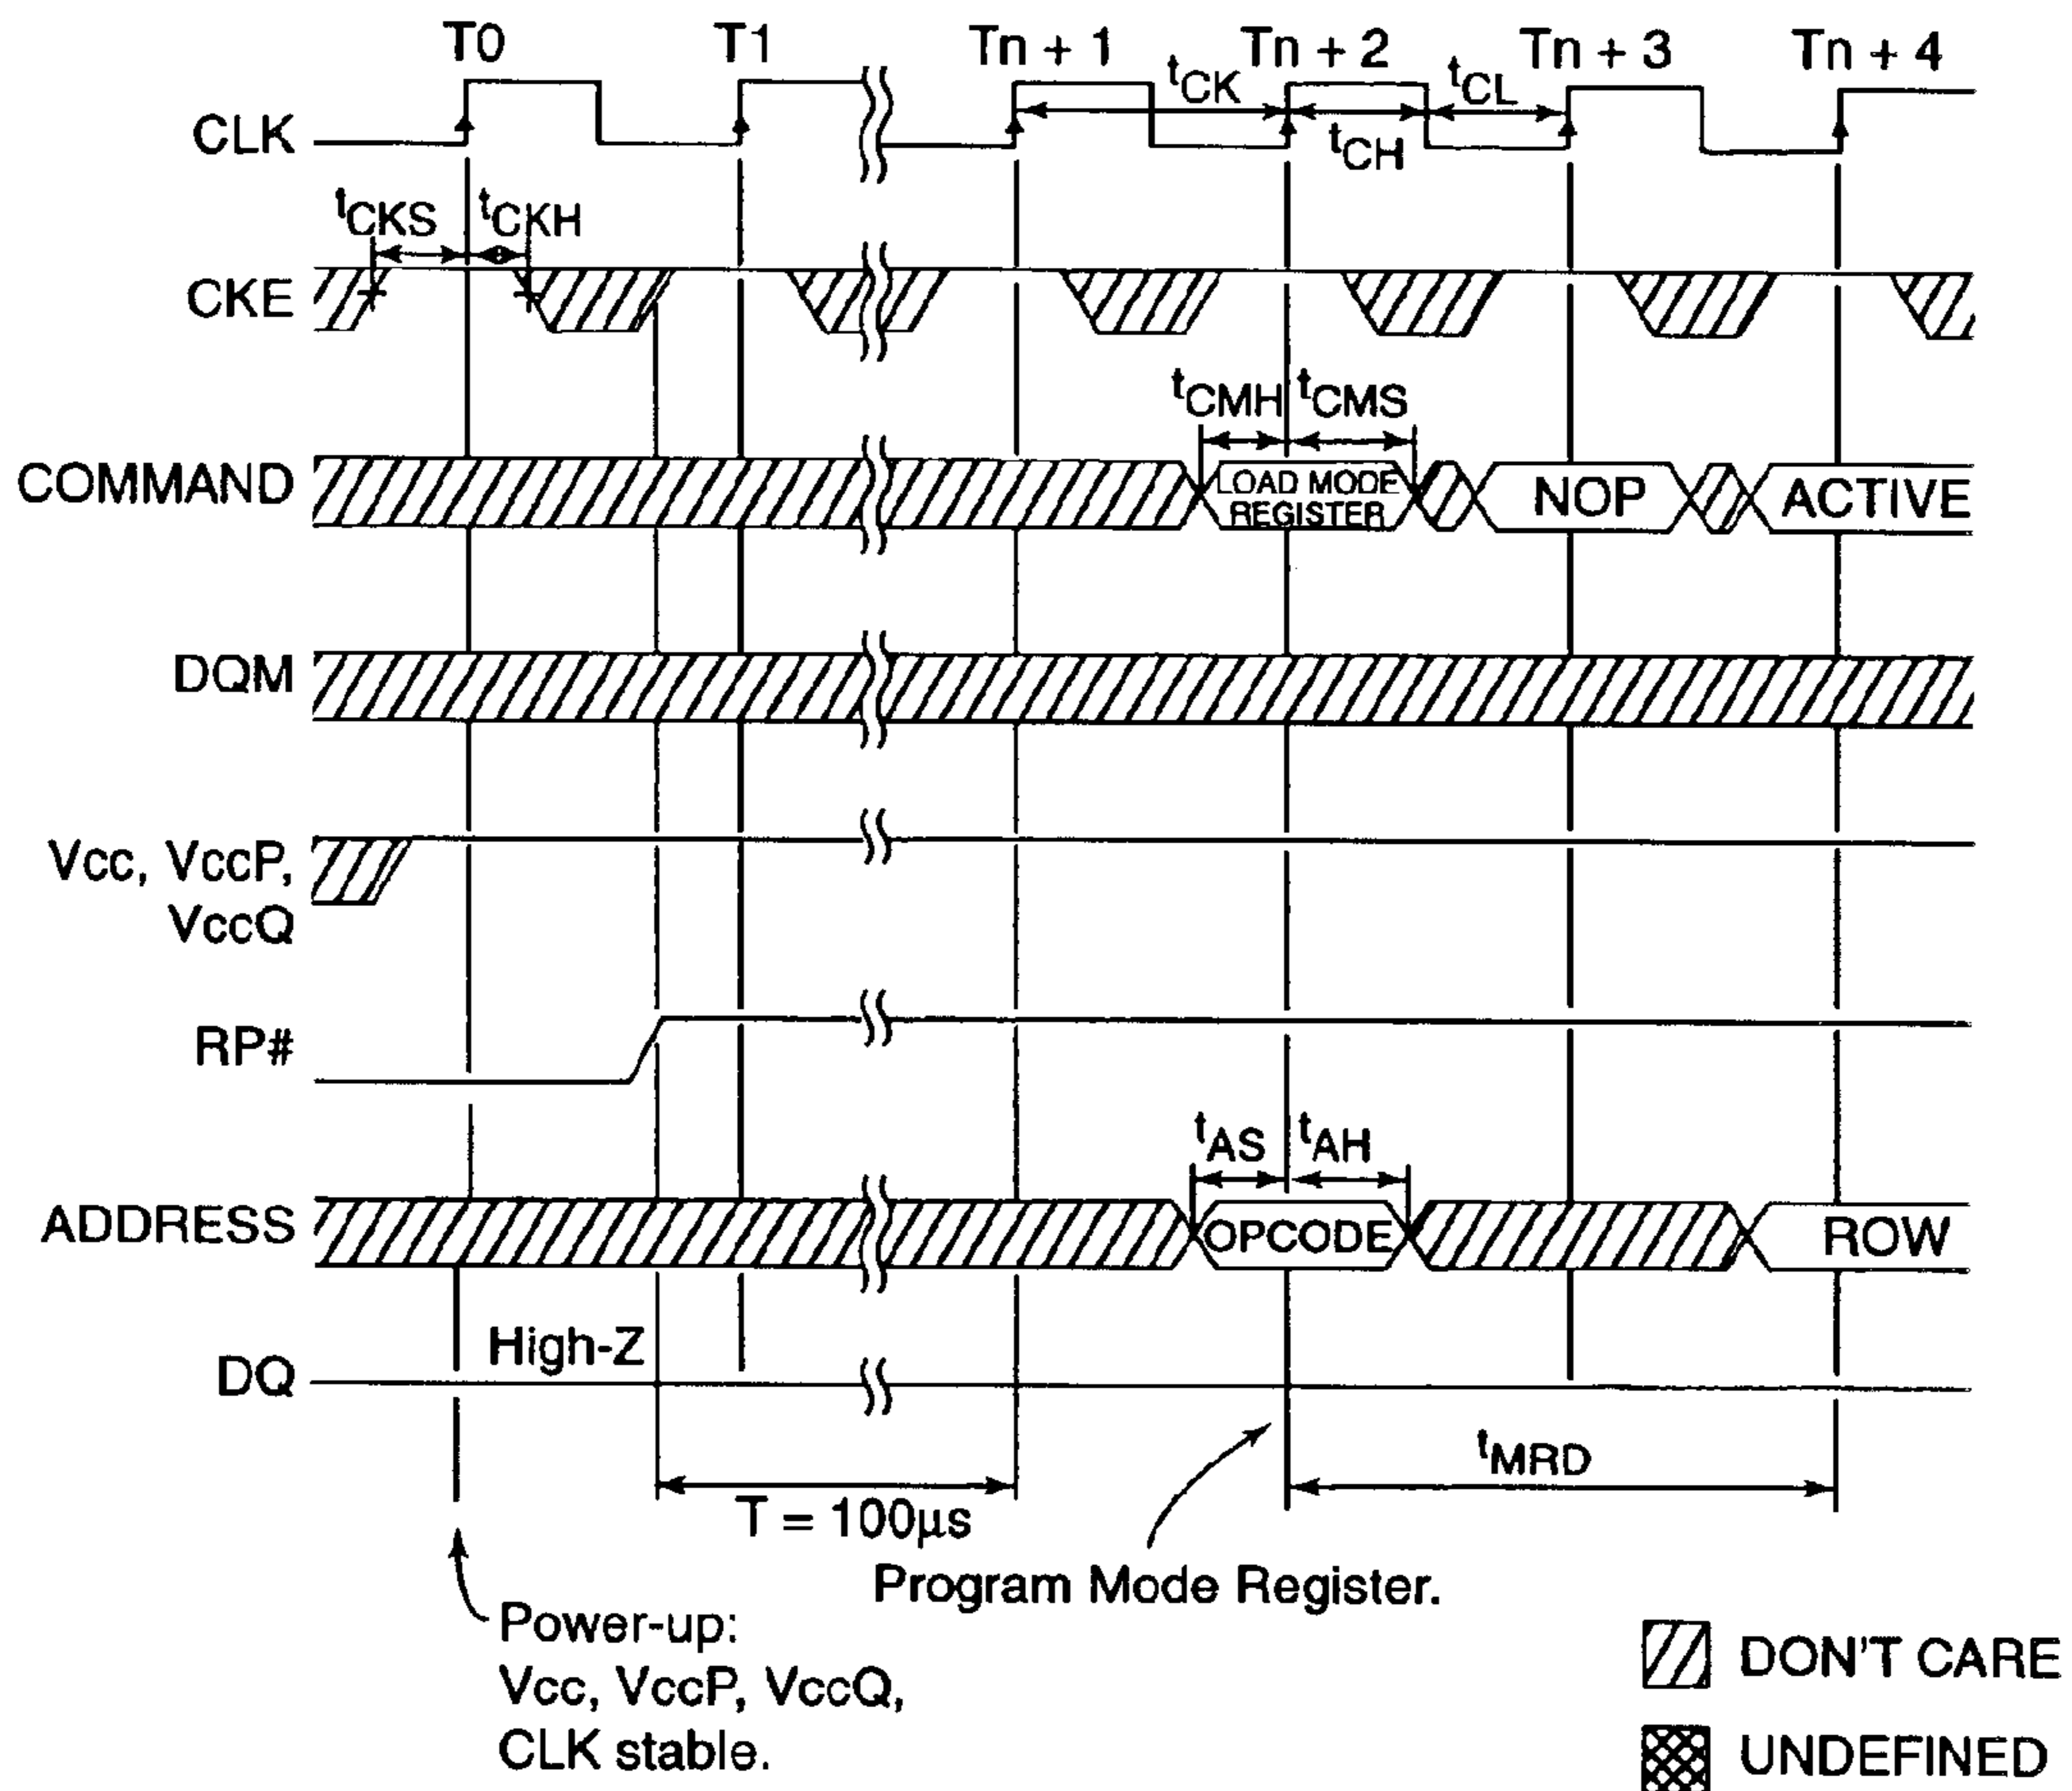 T0 T1 Tn + 1 Tn + 2 Tn + 3 Tn + 4
tCK tCL
CLK
tCH
tCKS tCKH
CKE
tCMH tCMS
COMMAND LOAD MODE REGISTER NOP ACTIVE
DQM
Vcc, VccP,
VccQ
RP#
tAS tAH
ADDRESS OPCODE ROW
High-Z
DQ
tMRD
T = 100µs
Program Mode Register.
Power-up:
Vcc, VccP, VccQ,
CLK stable.
DON'T CARE
UNDEFINED